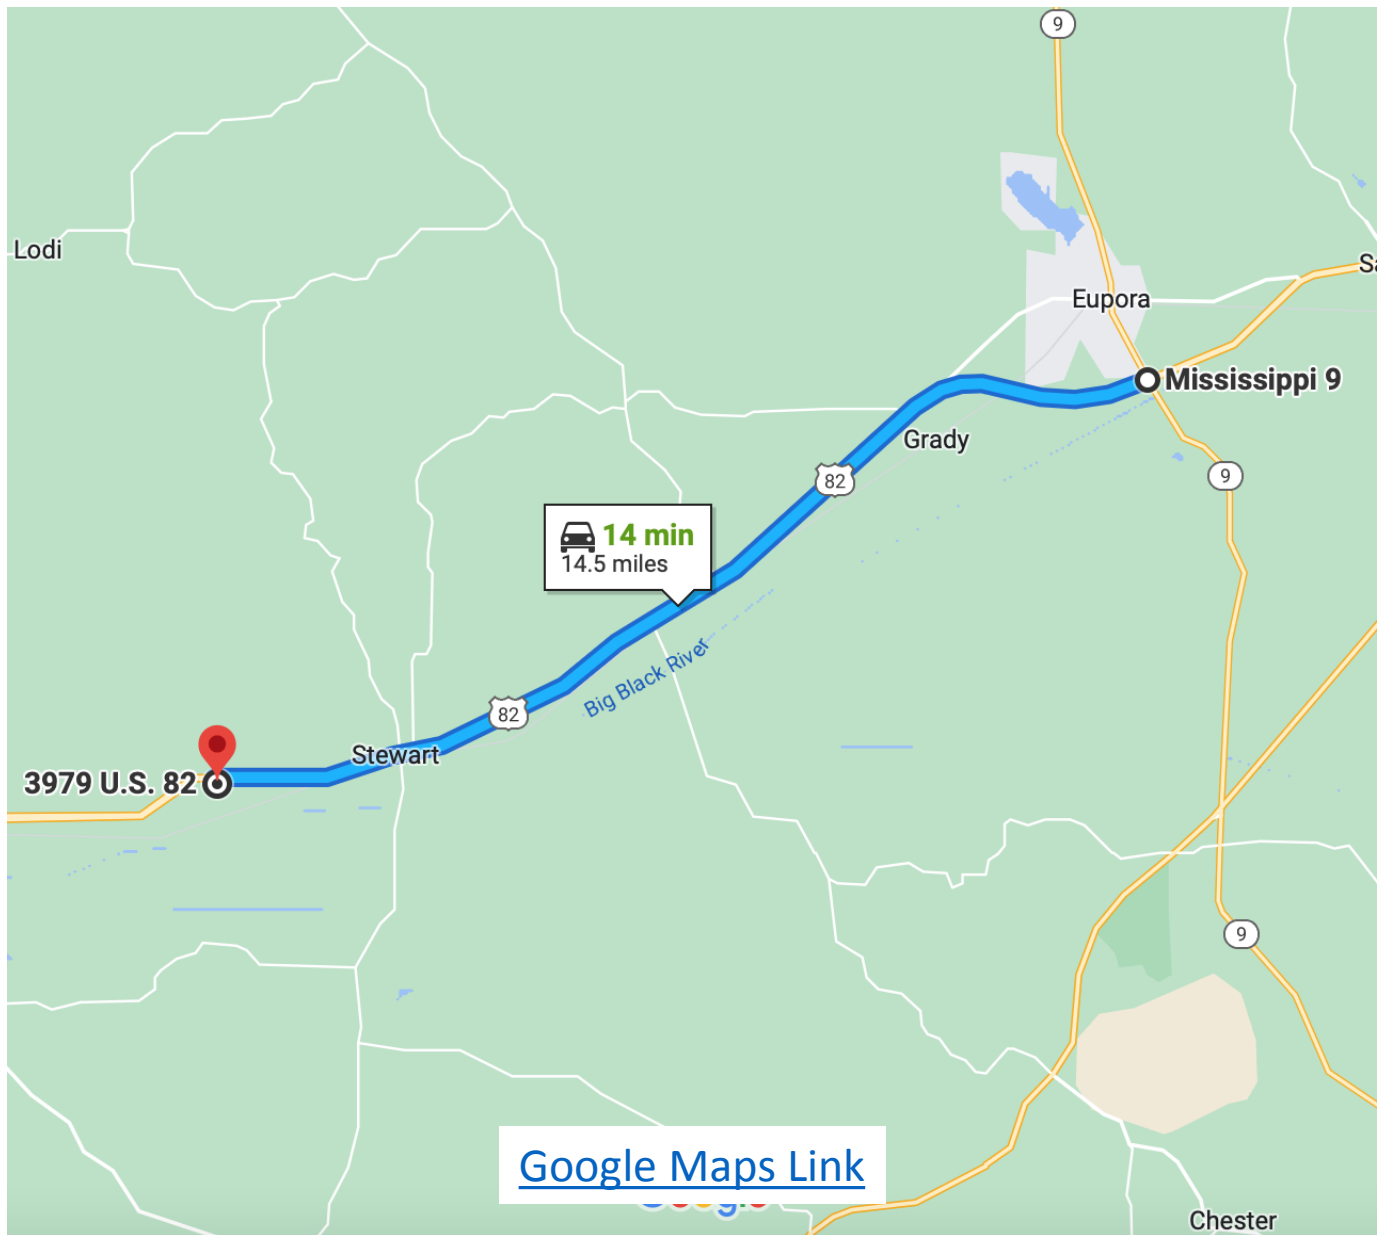 9
Lodi
Sa
Eupora
Mississippi 9
Grady
9
82
14 min
14.5 miles
Big Black River
82
Stewart
3979 U.S. 82
9
Google Maps Link
Google
Chester